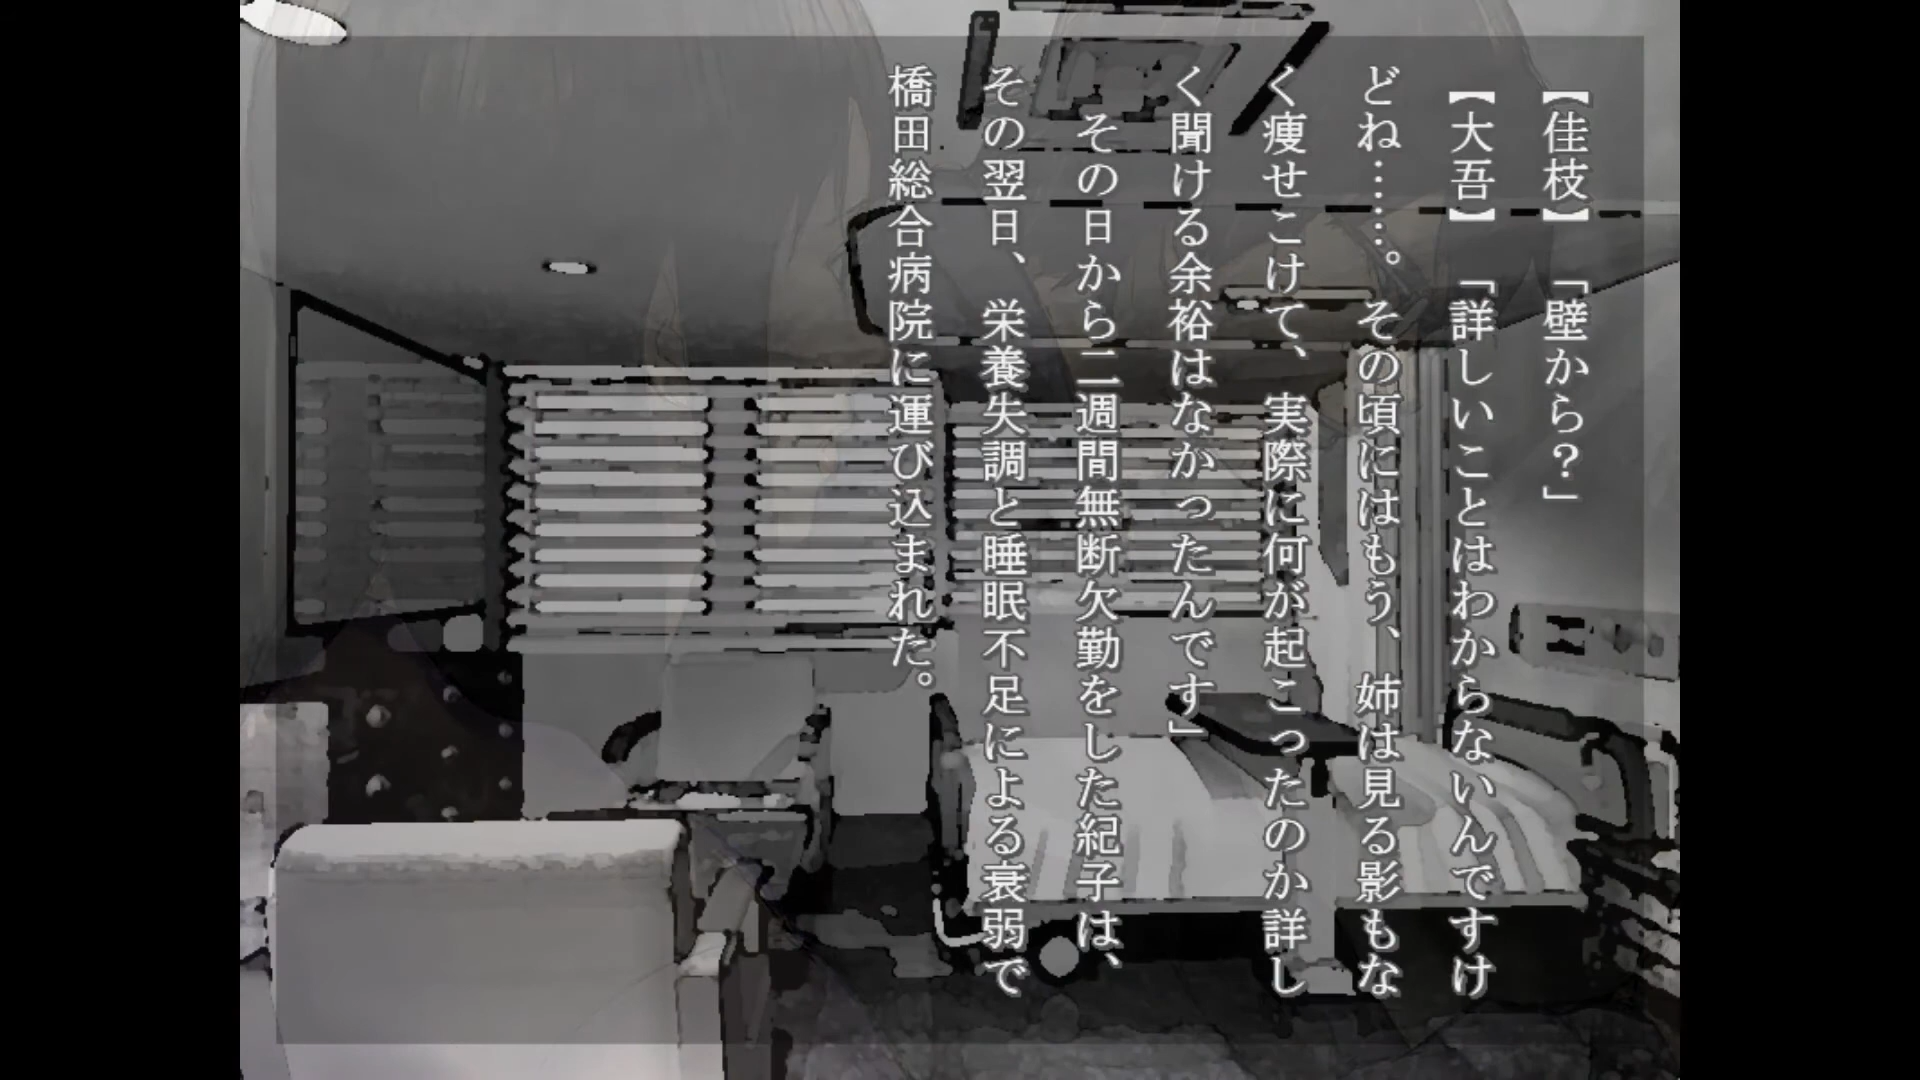 【佳枝】「壁から？」
【大吾】「詳しいことはわからないんですけ
どね……。その頃にはもう、姉は見る影もな
く痩せこけて、実際に何が起こったのか詳し
く聞ける余裕はなかったんです」
　その日から二週間無断欠勤をした紀子は、
その翌日、栄養失調と睡眠不足による衰弱で
橋田総合病院に運び込まれた。